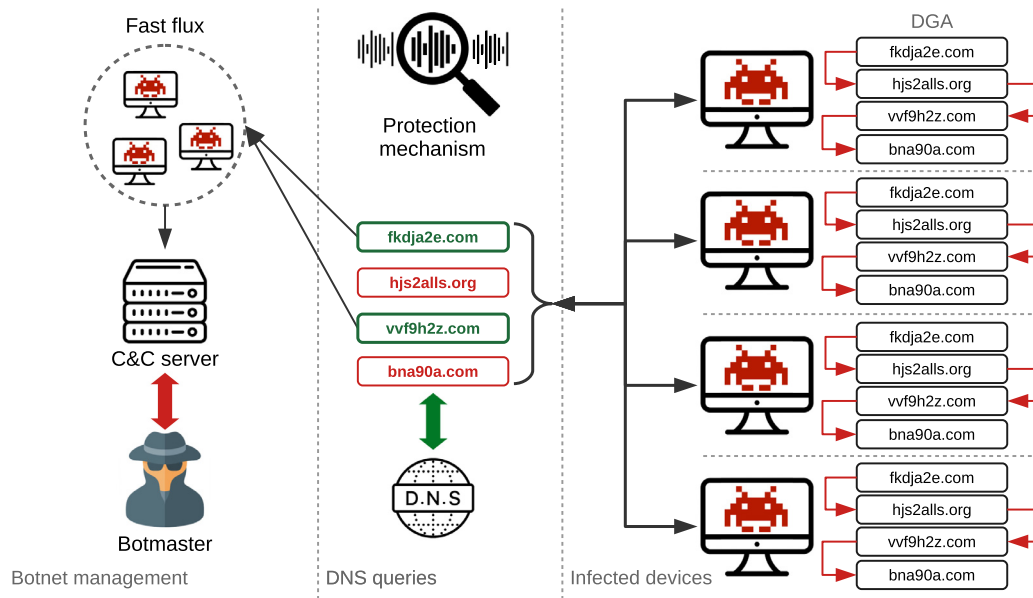 Fast flux
C&C server
Botmaster
Botnet management
Protection
mechanism
fkdja2e.com
hjs2alls.org
vvf9h2z.com
bna90a.com
D.N.S
DNS queries
DGA
fkdja2e.com
hjs2alls.org
vvf9h2z.com
bna90a.com
fkdja2e.com
hjs2alls.org
vvf9h2z.com
bna90a.com
fkdja2e.com
hjs2alls.org
vvf9h2z.com
bna90a.com
fkdja2e.com
hjs2alls.org
vvf9h2z.com
bna90a.com
Infected devices